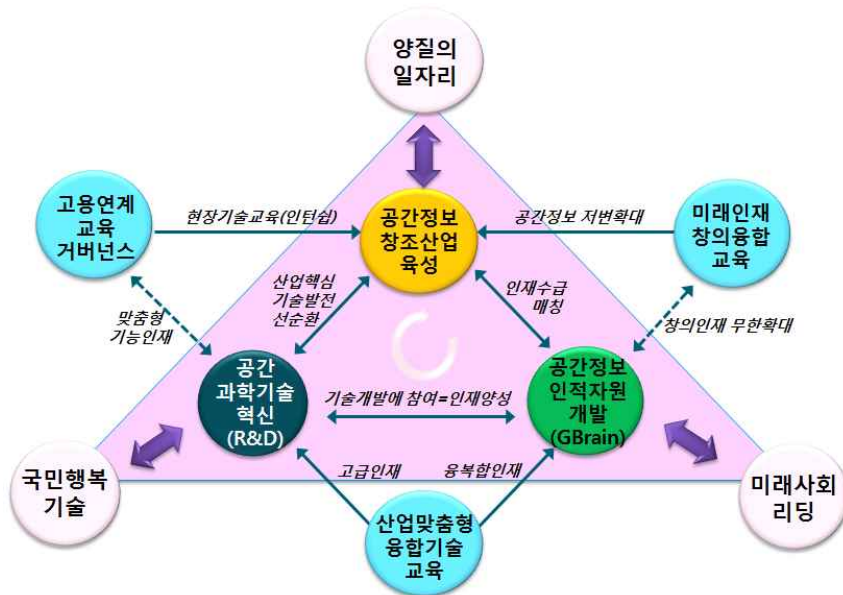 양질의
일자리
고용연계
교육
거버넌스
현장기술교육(인턴쉽)
공간정보
창조산업
육성
공간정보 저변확대
미래인재
창의융합
교육
산업핵심
기술발전
선순환
인재수급
매칭
맞춤형
기능인재
창의인재 무한확대
공간
과학기술
혁신
(R&D)
기술개발에 참여=인재양성
공간정보
인적자원
개발
(GBrain)
국민행복
기술
고급인재
융복합인재
미래사회
리딩
산업맞춤형
융합기술
교육